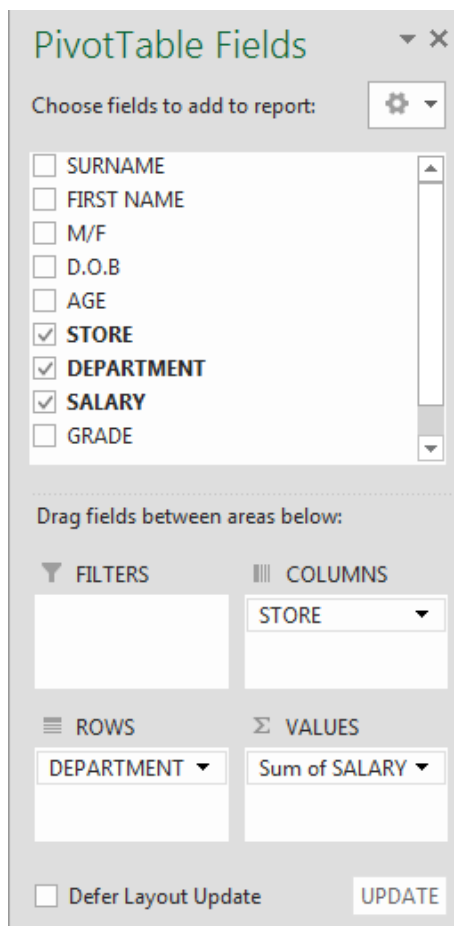 PivotTable Fields
Choose fields to add to report:
SURNAME
FIRST NAME
M/F
D.O.B
AGE
STORE
DEPARTMENT
SALARY
GRADE
Drag fields between areas below:
FILTERS
COLUMNS
STORE
ROWS
Σ VALUES
DEPARTMENT
Sum of SALARY
Defer Layout Update
UPDATE